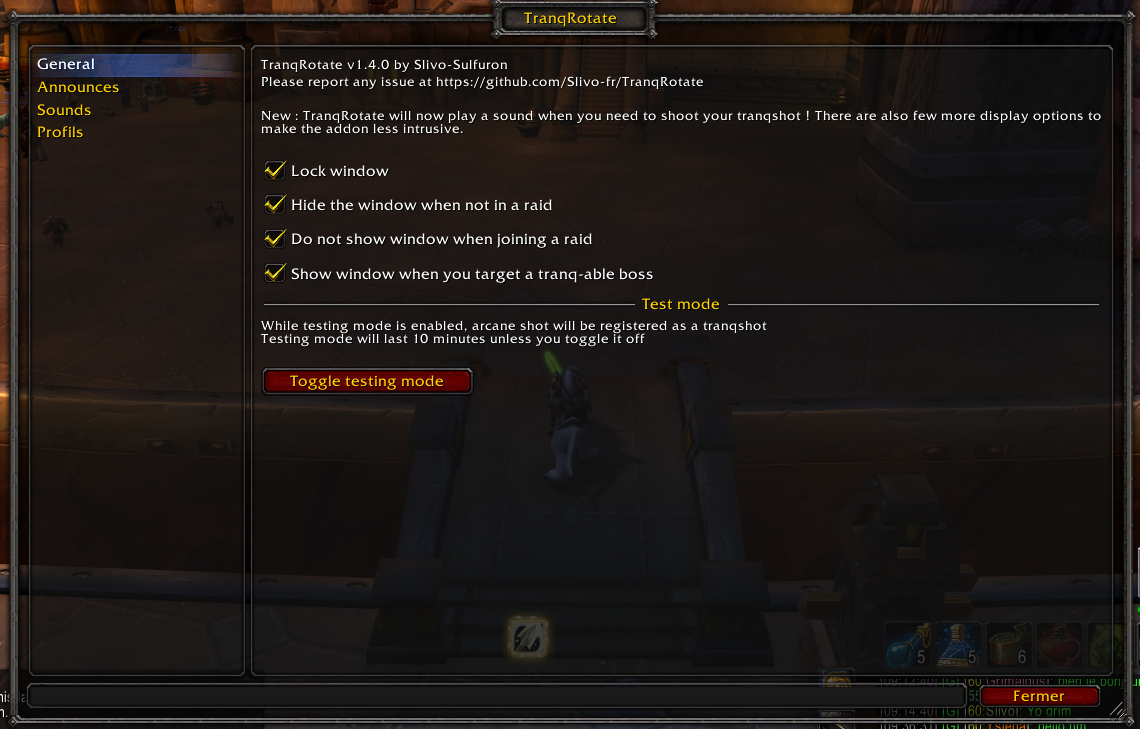 TranqRotate
General
Announces
Sounds
Profils
TranqRotate v1.4.0 by Slivo-Sulfuron
Please report any issue at https://github.com/Slivo-fr/TranqRotate
New : TranqRotate will now play a sound when you need to shoot your tranqshot ! There are also few more display options to
make the addon less intrusive.
Lock window
Hide the window when not in a raid
Do not show window when joining a raid
Show window when you target a tranq-able boss
Test mode
While testing mode is enabled, arcane shot will be registered as a tranqshot
Testing mode will last 10 minutes unless you toggle it off
Toggle testing mode
5
5
6
Fermer